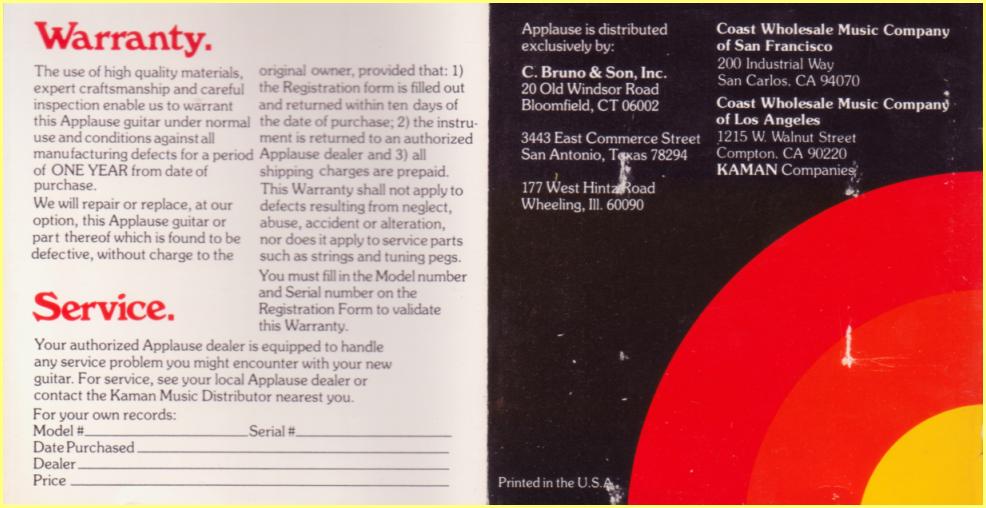 Warranty.
The use of high quality materials,
expert craftsmanship and careful
inspection enable us to warrant
this Applause guitar under normal
use and conditions against all
manufacturing defects for a period
of ONE YEAR from date of
purchase.
We will repair or replace, at our
option, this Applause guitar or
part thereof which is found to be
defective, without charge to the
original owner, provided that: 1)
the Registration form is filled out
and returned within ten days of
the date of purchase; 2) the instru-
ment is returned to an authorized
Applause dealer and 3) all
shipping charges are prepaid.
This Warranty shall not apply to
defects resulting from neglect,
abuse, accident or alteration,
nor does it apply to service parts
such as strings and tuning pegs.
You must fill in the Model number
and Serial number on the
Registration Form to validate
this Warranty.
Service.
Your authorized Applause dealer is equipped to handle
any service problem you might encounter with your new
guitar. For service, see your local Applause dealer or
contact the Kaman Music Distributor nearest you.
For your own records:
Model # Serial #
Date Purchased
Dealer
Price
Applause is distributed
exclusively by:
C. Bruno & Son, Inc.
20 Old Windsor Road
Bloomfield, CT 06002
3443 East Commerce Street
San Antonio, Texas 78294
177 West Hintz Road
Wheeling, Ill. 60090
Coast Wholesale Music Company
of San Francisco
200 Industrial Way
San Carlos, CA 94070
Coast Wholesale Music Company
of Los Angeles
1215 W. Walnut Street
Compton, CA 90220
KAMAN Companies
Printed in the U.S.A.